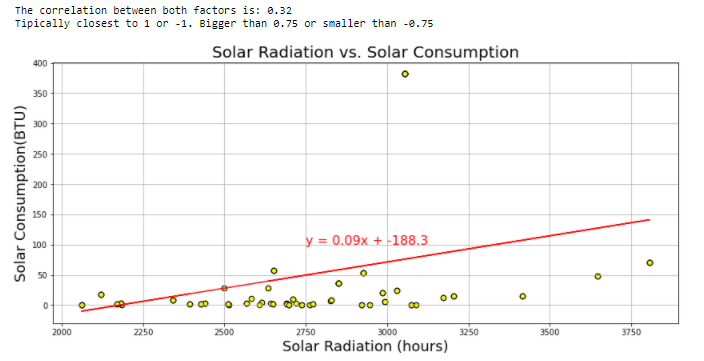 The correlation between both factors is: 0.32
Tipically closest to 1 or -1. Bigger than 0.75 or smaller than -0.75
Solar Radiation vs. Solar Consumption
Solar Consumption(BTU)
400
350
300
250
200
150
100
50
0
y = 0.09x + -188.3
2000 2250 2500 2750 3000 3250 3500 3750
Solar Radiation (hours)